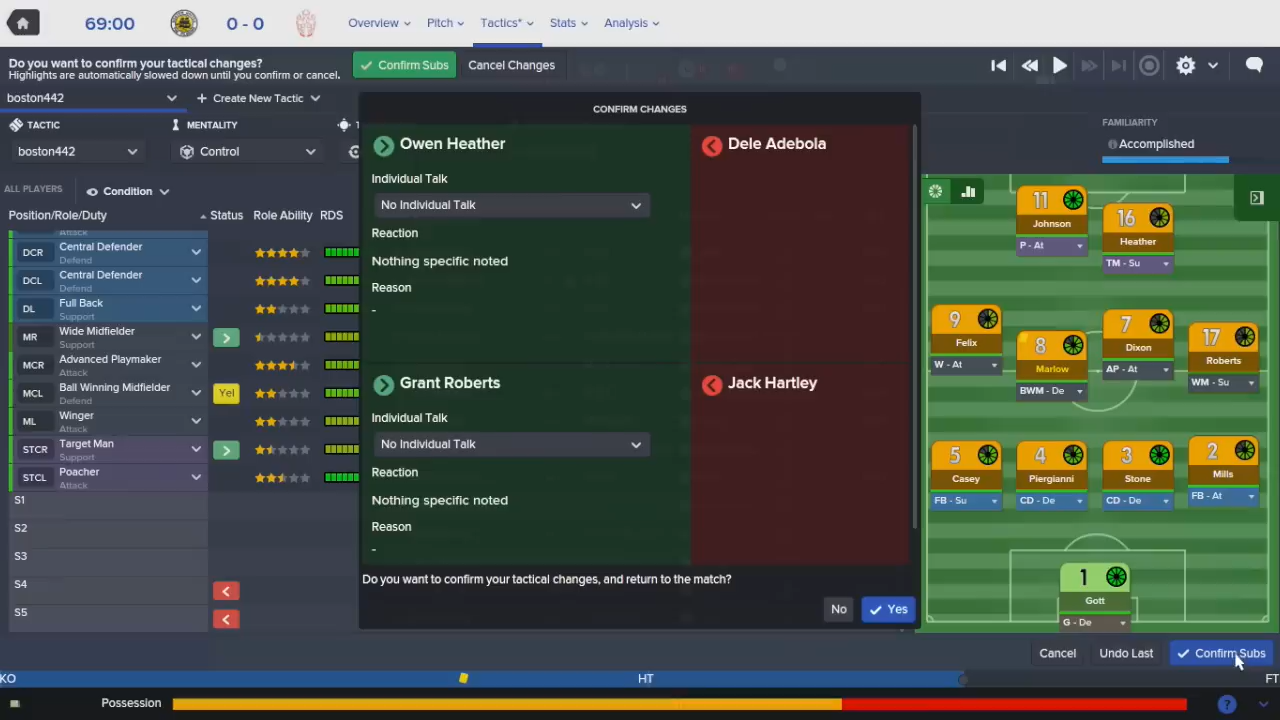 69:00
0 - 0
Overview
Pitch
Tactics*
Stats
Analysis
Do you want to confirm your tactical changes?
Highlights are automatically slowed down until you confirm or cancel.
Confirm Subs
Cancel Changes
boston442
+ Create New Tactic
TACTIC
MENTALITY
boston442
Control
FAMILIARITY
Accomplished
ALL PLAYERS
Condition
Position/Role/Duty
Status
Role Ability
RDS
Attack
DCR
Central Defender
Defend
DCL
Central Defender
Defend
DL
Full Back
Support
MR
Wide Midfielder
Support
MCR
Advanced Playmaker
Attack
MCL
Ball Winning Midfielder
Defend
Yel
ML
Winger
Attack
STCR
Target Man
Support
STCL
Poacher
Attack
S1
S2
S3
S4
S5
CONFIRM CHANGES
Owen Heather
Dele Adebola
Individual Talk
No Individual Talk
Reaction
Nothing specific noted
Reason
-
Grant Roberts
Jack Hartley
Individual Talk
No Individual Talk
Reaction
Nothing specific noted
Reason
-
Do you want to confirm your tactical changes, and return to the match?
No
Yes
11
Johnson
P - At
16
Heather
TM - Su
9
Felix
W - At
8
Marlow
BWM - De
7
Dixon
AP - At
17
Roberts
WM - Su
5
Casey
FB - Su
4
Piergianni
CD - De
3
Stone
CD - De
2
Mills
FB - At
1
Gott
G - De
Cancel
Undo Last
Confirm Subs
KO
HT
FT
Possession
?